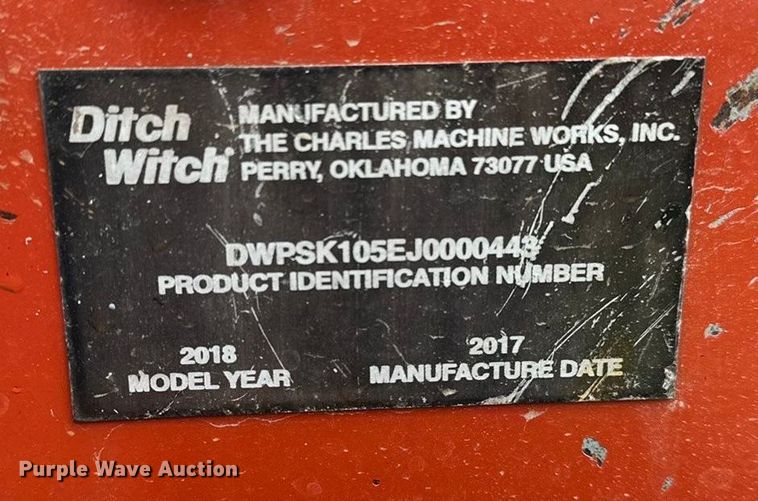 Ditch Witch
MANUFACTURED BY
THE CHARLES MACHINE WORKS, INC.
PERRY, OKLAHOMA 73077 USA
DWPSK105EJ0000443
PRODUCT IDENTIFICATION NUMBER
2018
MODEL YEAR
2017
MANUFACTURE DATE
Purple Wave Auction